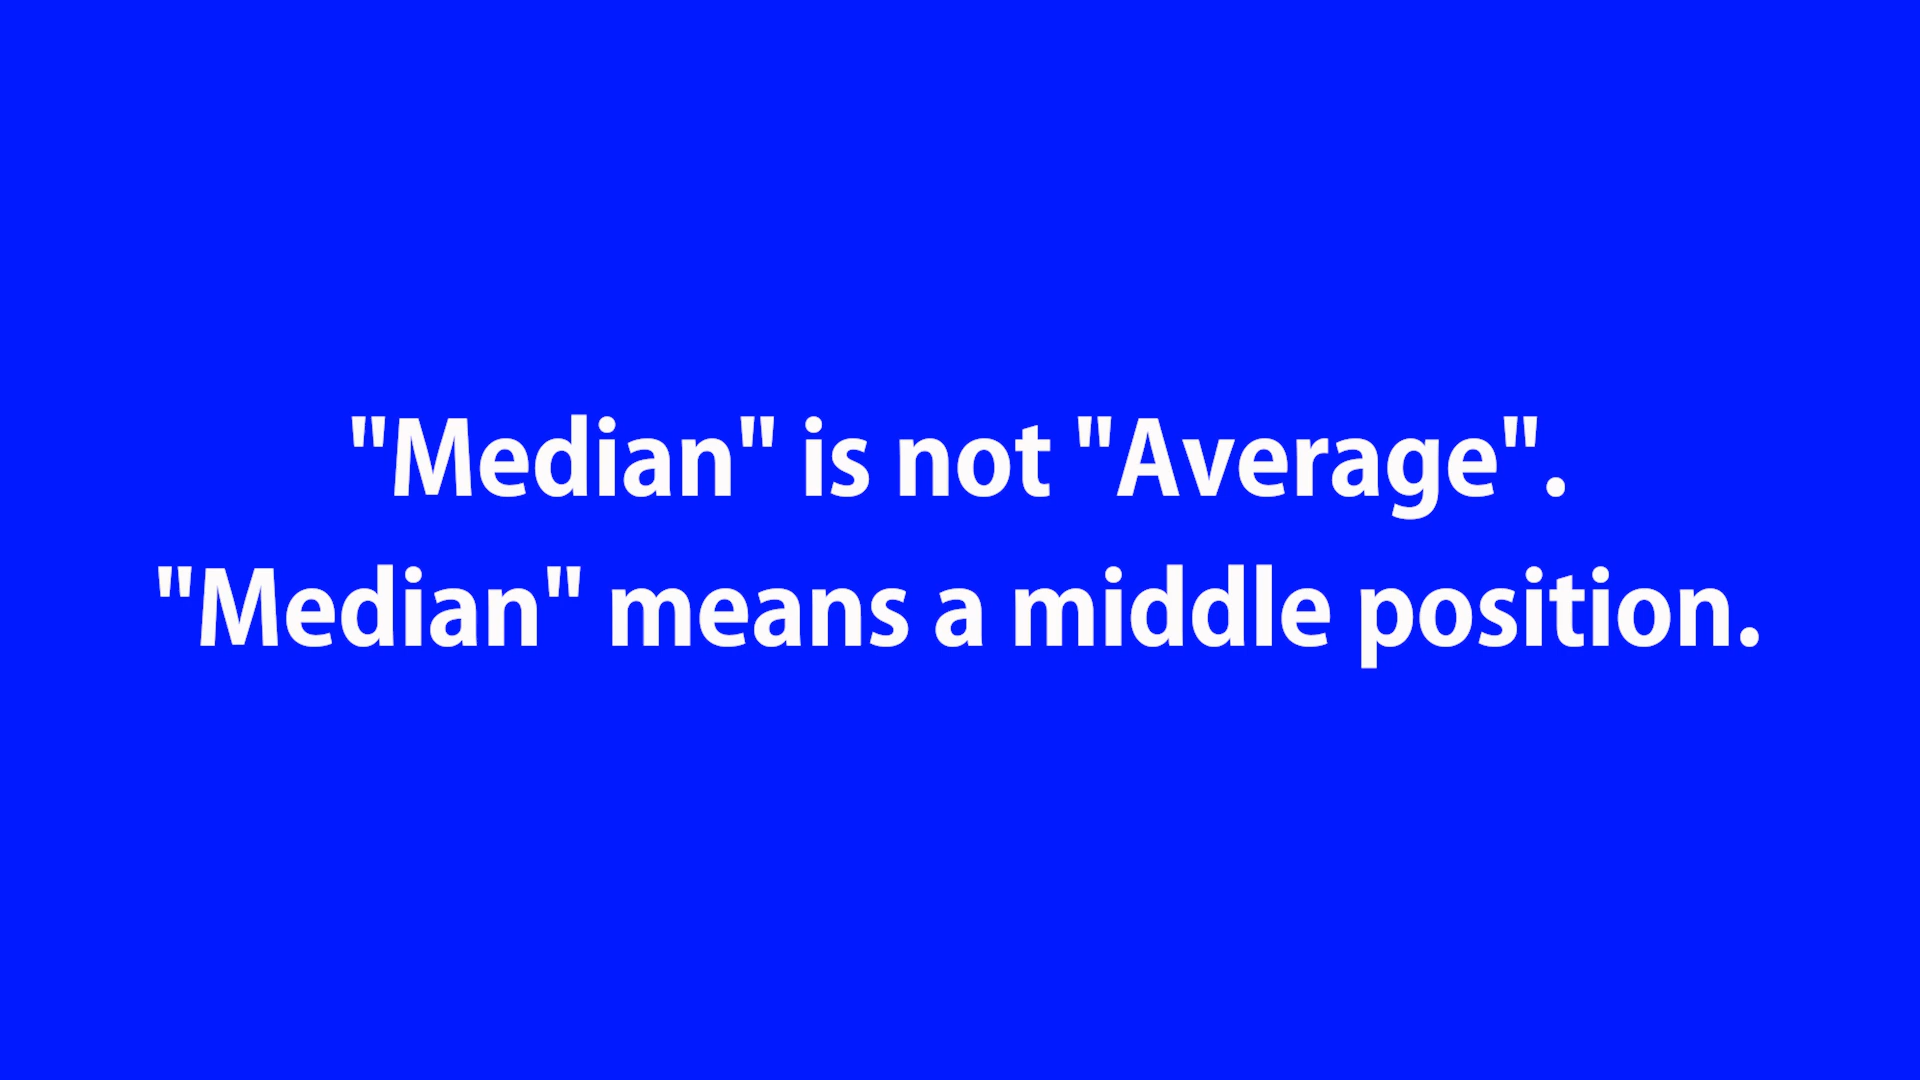 "Median" is not "Average".
"Median" means a middle position.